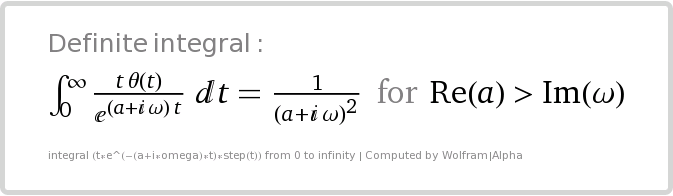 Definite integral :
∫₀^∞ t θ(t) / e^((a+i ω) t) dt = 1 / (a+i ω)² for Re(a) > Im(ω)
integral (t∗e^(−(a+i∗omega)∗t)∗step(t)) from 0 to infinity | Computed by Wolfram|Alpha